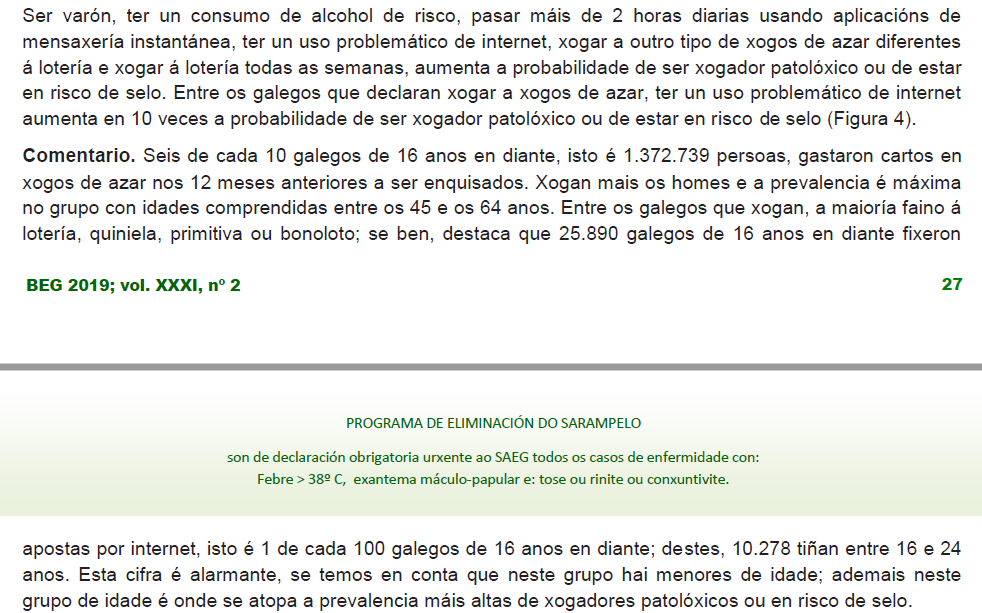 Ser varón, ter un consumo de alcohol de risco, pasar máis de 2 horas diarias usando aplicacións de
mensaxería instantánea, ter un uso problemático de internet, xogar a outro tipo de xogos de azar diferentes
á lotería e xogar á lotería todas as semanas, aumenta a probabilidade de ser xogador patolóxico ou de estar
en risco de selo. Entre os galegos que declaran xogar a xogos de azar, ter un uso problemático de internet
aumenta en 10 veces a probabilidade de ser xogador patolóxico ou de estar en risco de selo (Figura 4).
Comentario. Seis de cada 10 galegos de 16 anos en diante, isto é 1.372.739 persoas, gastaron cartos en
xogos de azar nos 12 meses anteriores a ser enquisados. Xogan mais os homes e a prevalencia é máxima
no grupo con idades comprendidas entre os 45 e os 64 anos. Entre os galegos que xogan, a maioría faino á
lotería, quiniela, primitiva ou bonoloto; se ben, destaca que 25.890 galegos de 16 anos en diante fixeron
BEG 2019; vol. XXXI, nº 2 27
PROGRAMA DE ELIMINACIÓN DO SARAMPELO
son de declaración obrigatoria urxente ao SAEG todos os casos de enfermidade con:
Febre > 38º C, exantema máculo-papular e: tose ou rinite ou conxuntivite.
apostas por internet, isto é 1 de cada 100 galegos de 16 anos en diante; destes, 10.278 tiñan entre 16 e 24
anos. Esta cifra é alarmante, se temos en conta que neste grupo hai menores de idade; ademais neste
grupo de idade é onde se atopa a prevalencia máis altas de xogadores patolóxicos ou en risco de selo.